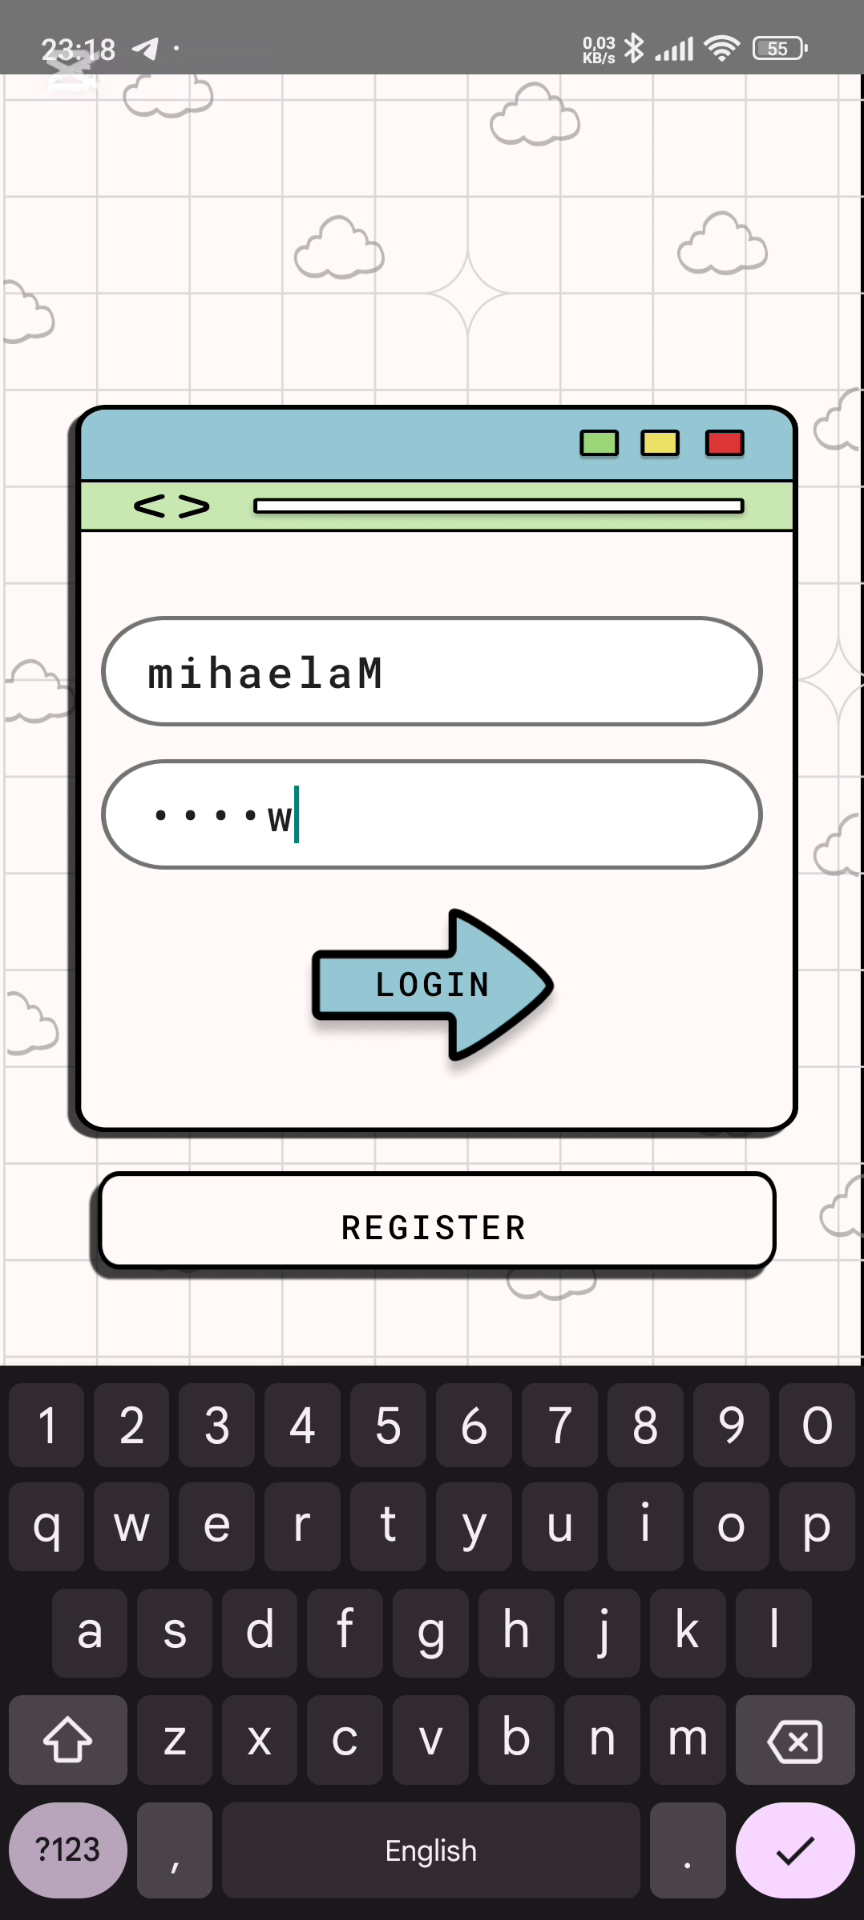 23:18
0,03
KB/s
55
< >
mihaelaM
••••w
LOGIN
REGISTER
1 2 3 4 5 6 7 8 9 0
q w e r t y u i o p
a s d f g h j k l
z x c v b n m
?123 , English .